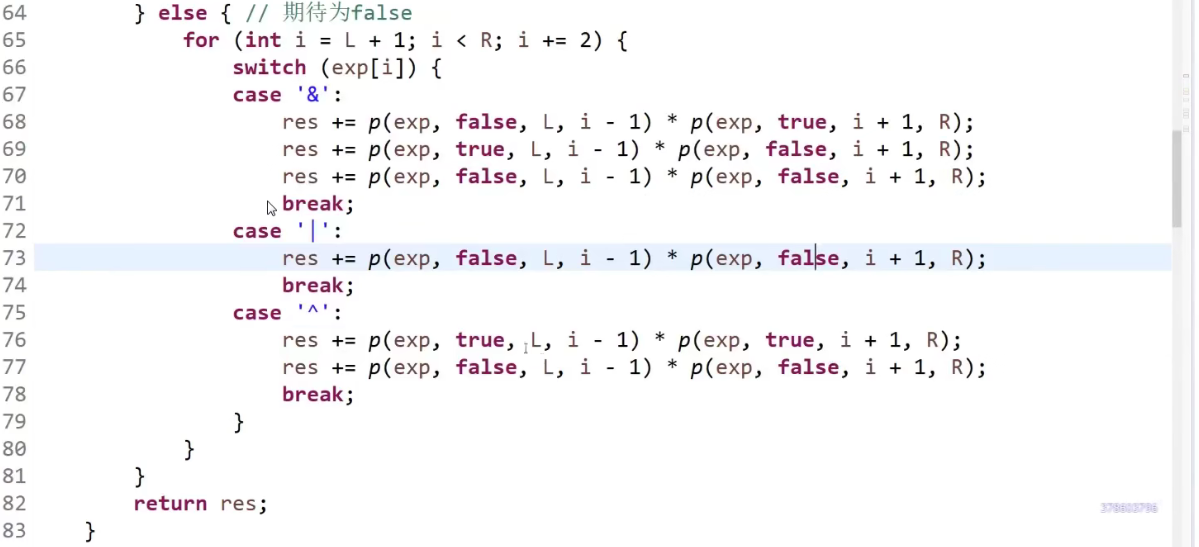 64 } else { // 期待为false
65 for (int i = L + 1; i < R; i += 2) {
66 switch (exp[i]) {
67 case '&':
68 res += p(exp, false, L, i - 1) * p(exp, true, i + 1, R);
69 res += p(exp, true, L, i - 1) * p(exp, false, i + 1, R);
70 res += p(exp, false, L, i - 1) * p(exp, false, i + 1, R);
71 break;
72 case '|':
73 res += p(exp, false, L, i - 1) * p(exp, false, i + 1, R);
74 break;
75 case '^':
76 res += p(exp, true, L, i - 1) * p(exp, true, i + 1, R);
77 res += p(exp, false, L, i - 1) * p(exp, false, i + 1, R);
78 break;
79 }
80 }
81 }
82 return res;
83 }